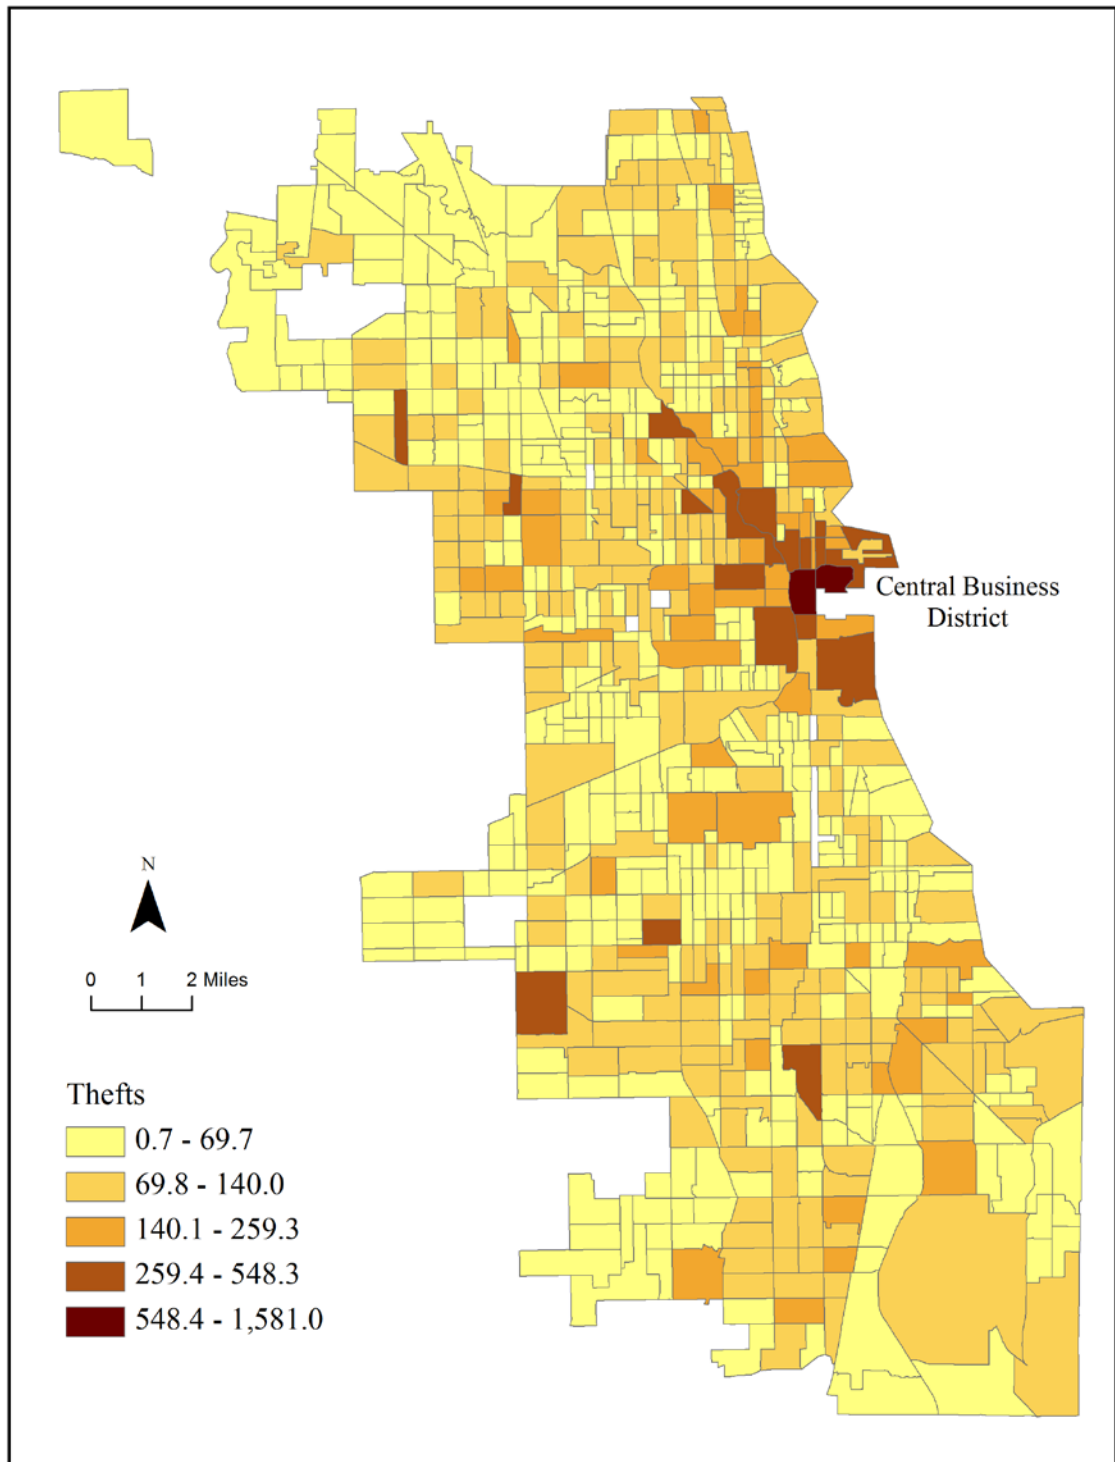 Central Business
District
N
0 1 2 Miles
Thefts
0.7 - 69.7
69.8 - 140.0
140.1 - 259.3
259.4 - 548.3
548.4 - 1,581.0